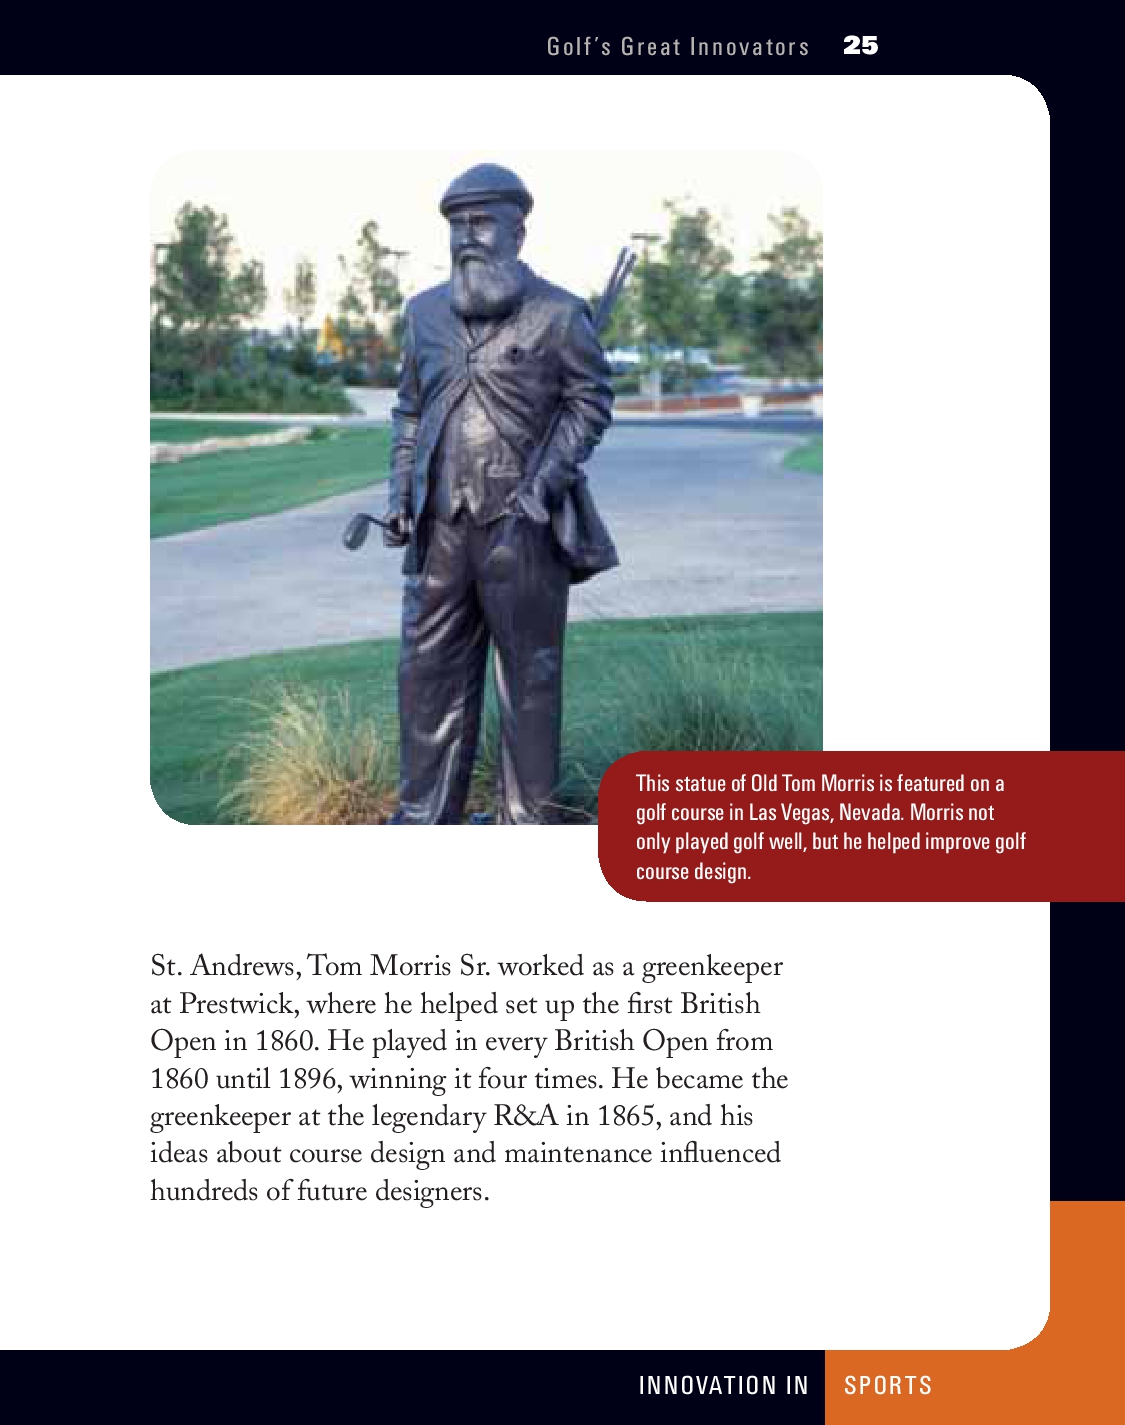 Golf's Great Innovators 25
This statue of Old Tom Morris is featured on a
golf course in Las Vegas, Nevada. Morris not
only played golf well, but he helped improve golf
course design.
St. Andrews, Tom Morris Sr. worked as a greenkeeper
at Prestwick, where he helped set up the first British
Open in 1860. He played in every British Open from
1860 until 1896, winning it four times. He became the
greenkeeper at the legendary R&A in 1865, and his
ideas about course design and maintenance influenced
hundreds of future designers.
INNOVATION IN SPORTS